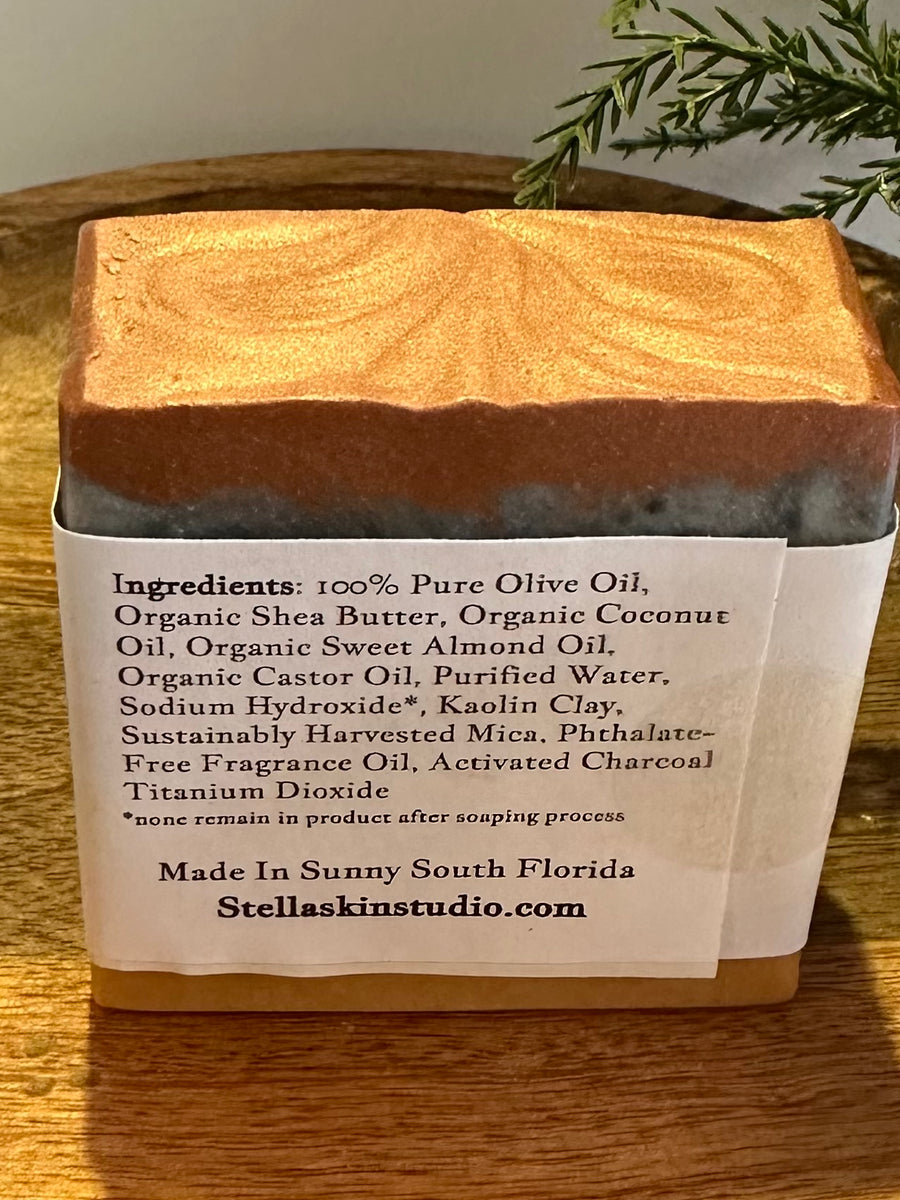 Ingredients: 100% Pure Olive Oil,
Organic Shea Butter, Organic Coconut
Oil, Organic Sweet Almond Oil,
Organic Castor Oil, Purified Water,
Sodium Hydroxide*, Kaolin Clay,
Sustainably Harvested Mica, Phthalate-
Free Fragrance Oil, Activated Charcoal
Titanium Dioxide
*none remain in product after soaping process
Made In Sunny South Florida
Stellaskinstudio.com